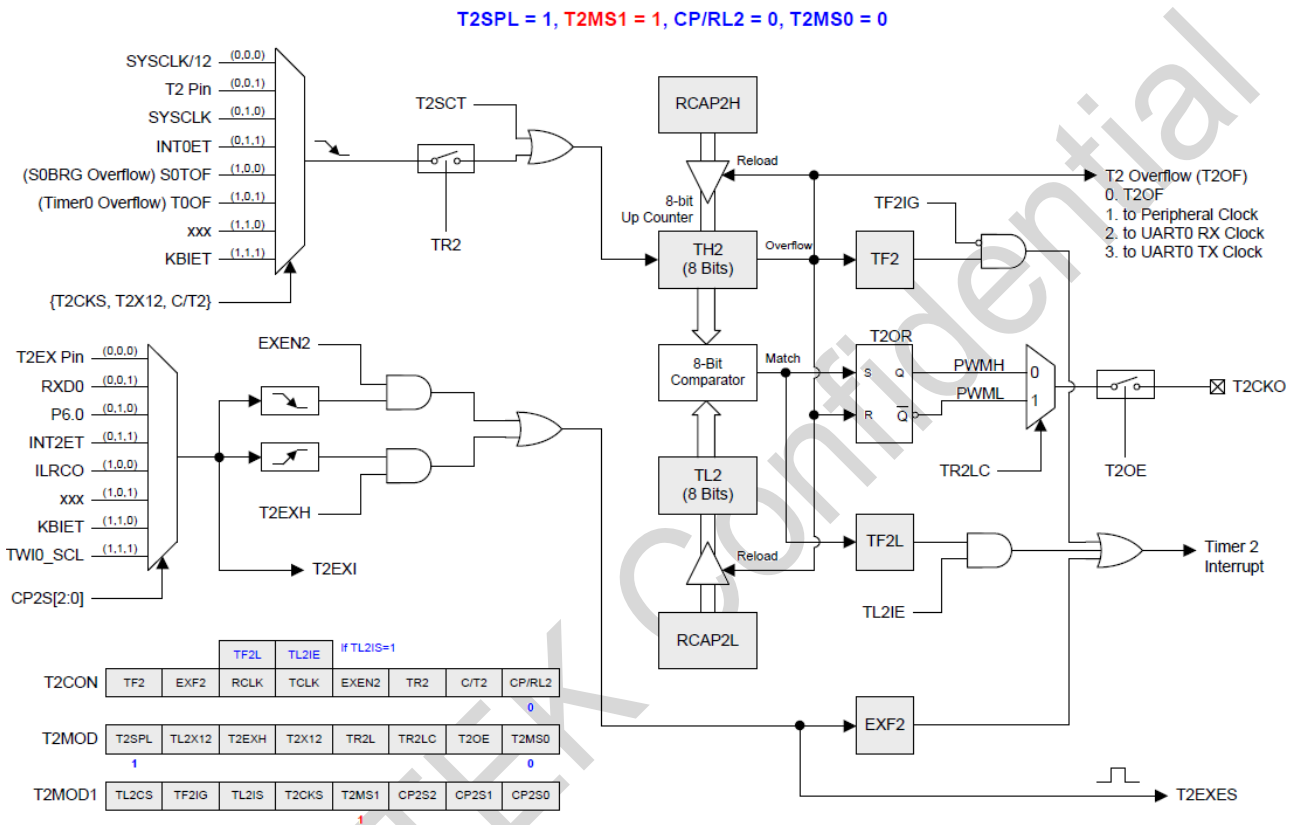 T2SPL = 1, T2MS1 = 1, CP/RL2 = 0, T2MS0 = 0
SYSCLK/12 (0,0,0)
T2 Pin (0,0,1)
SYSCLK (0,1,0)
INT0ET (0,1,1)
(S0BRG Overflow) S0TOF (1,0,0)
(Timer0 Overflow) T0OF (1,0,1)
xxx (1,1,0)
KBIET (1,1,1)
{T2CKS, T2X12, C/T2}
TR2
T2SCT
RCAP2H
Reload
8-bit
Up Counter
TH2
(8 Bits)
Overflow
TF2
TF2IG
T2 Overflow (T2OF)
0. T2OF
1. to Peripheral Clock
2. to UART0 RX Clock
3. to UART0 TX Clock
T2EX Pin (0,0,0)
RXD0 (0,0,1)
P6.0 (0,1,0)
INT2ET (0,1,1)
ILRCO (1,0,0)
xxx (1,0,1)
KBIET (1,1,0)
TWI0_SCL (1,1,1)
CP2S[2:0]
EXEN2
T2EXH
T2EXI
8-Bit
Comparator
Match
T2OR
S Q
R Q
PWMH
PWML
0
1
TR2LC
T2OE
T2CKO
TL2
(8 Bits)
Reload
RCAP2L
TF2L
TL2IE
Timer 2
Interrupt
EXF2
T2EXES
TF2L TL2IE If TL2IS=1
T2CON TF2 EXF2 RCLK TCLK EXEN2 TR2 C/T2 CP/RL2
0
T2MOD T2SPL TL2X12 T2EXH T2X12 TR2L TR2LC T2OE T2MS0
1 0
T2MOD1 TL2CS TF2IG TL2IS T2CKS T2MS1 CP2S2 CP2S1 CP2S0
1
TEK Confidential